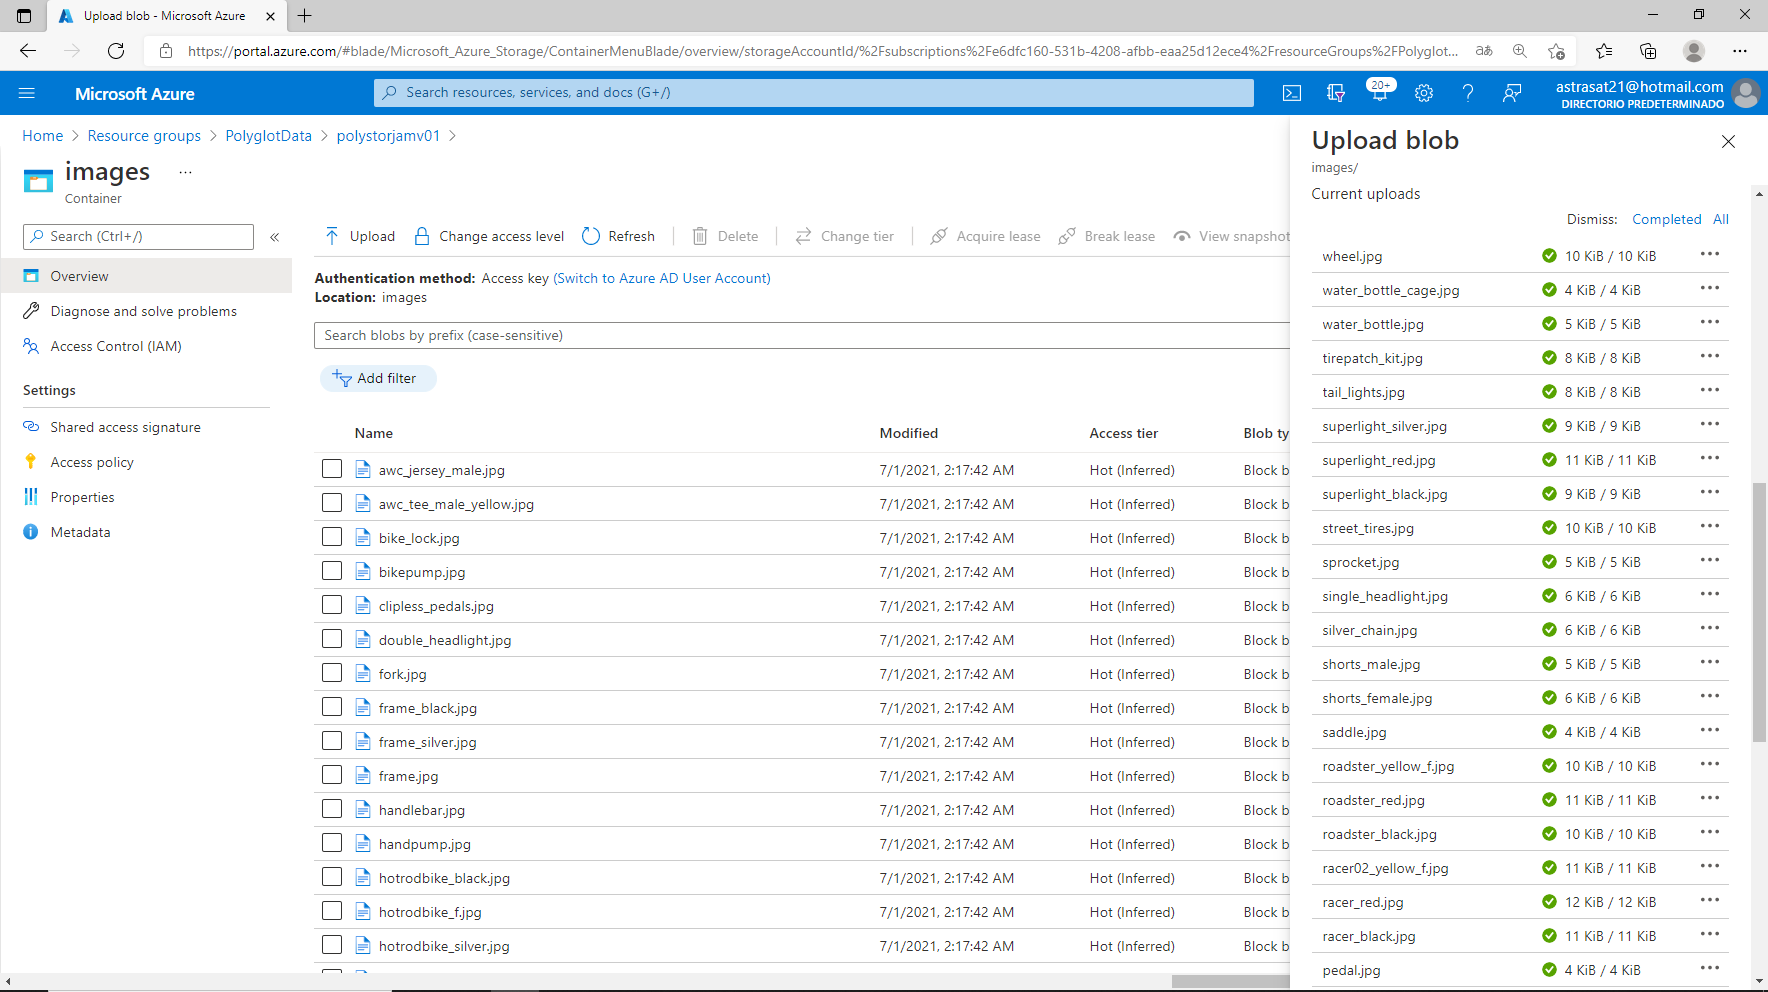 Upload blob - Microsoft Azure
https://portal.azure.com/#blade/Microsoft_Azure_Storage/ContainerMenuBlade/overview/storageAccountId/%2Fsubscriptions%2Fe6dfc160-531b-4208-afbb-eaa25d12ece4%2FresourceGroups%2FPolyglot...
Microsoft Azure
Search resources, services, and docs (G+/)
20+
astrasat21@hotmail.com
DIRECTORIO PREDETERMINADO
Home > Resource groups > PolyglotData > polystorjamv01 >
images
Container
Search (Ctrl+/)
Overview
Diagnose and solve problems
Access Control (IAM)
Settings
Shared access signature
Access policy
Properties
Metadata
Upload Change access level Refresh Delete Change tier Acquire lease Break lease View snapshot
Authentication method: Access key (Switch to Azure AD User Account)
Location: images
Search blobs by prefix (case-sensitive)
Add filter
Name Modified Access tier Blob ty
awc_jersey_male.jpg 7/1/2021, 2:17:42 AM Hot (Inferred) Block b
awc_tee_male_yellow.jpg 7/1/2021, 2:17:42 AM Hot (Inferred) Block b
bike_lock.jpg 7/1/2021, 2:17:42 AM Hot (Inferred) Block b
bikepump.jpg 7/1/2021, 2:17:42 AM Hot (Inferred) Block b
clipless_pedals.jpg 7/1/2021, 2:17:42 AM Hot (Inferred) Block b
double_headlight.jpg 7/1/2021, 2:17:42 AM Hot (Inferred) Block b
fork.jpg 7/1/2021, 2:17:42 AM Hot (Inferred) Block b
frame_black.jpg 7/1/2021, 2:17:42 AM Hot (Inferred) Block b
frame_silver.jpg 7/1/2021, 2:17:42 AM Hot (Inferred) Block b
frame.jpg 7/1/2021, 2:17:42 AM Hot (Inferred) Block b
handlebar.jpg 7/1/2021, 2:17:42 AM Hot (Inferred) Block b
handpump.jpg 7/1/2021, 2:17:42 AM Hot (Inferred) Block b
hotrodbike_black.jpg 7/1/2021, 2:17:42 AM Hot (Inferred) Block b
hotrodbike_f.jpg 7/1/2021, 2:17:42 AM Hot (Inferred) Block b
hotrodbike_silver.jpg 7/1/2021, 2:17:42 AM Hot (Inferred) Block b
Upload blob
images/
Current uploads
Dismiss: Completed All
wheel.jpg 10 KiB / 10 KiB
water_bottle_cage.jpg 4 KiB / 4 KiB
water_bottle.jpg 5 KiB / 5 KiB
tirepatch_kit.jpg 8 KiB / 8 KiB
tail_lights.jpg 8 KiB / 8 KiB
superlight_silver.jpg 9 KiB / 9 KiB
superlight_red.jpg 11 KiB / 11 KiB
superlight_black.jpg 9 KiB / 9 KiB
street_tires.jpg 10 KiB / 10 KiB
sprocket.jpg 5 KiB / 5 KiB
single_headlight.jpg 6 KiB / 6 KiB
silver_chain.jpg 6 KiB / 6 KiB
shorts_male.jpg 5 KiB / 5 KiB
shorts_female.jpg 6 KiB / 6 KiB
saddle.jpg 4 KiB / 4 KiB
roadster_yellow_f.jpg 10 KiB / 10 KiB
roadster_red.jpg 11 KiB / 11 KiB
roadster_black.jpg 10 KiB / 10 KiB
racer02_yellow_f.jpg 11 KiB / 11 KiB
racer_red.jpg 12 KiB / 12 KiB
racer_black.jpg 11 KiB / 11 KiB
pedal.jpg 4 KiB / 4 KiB